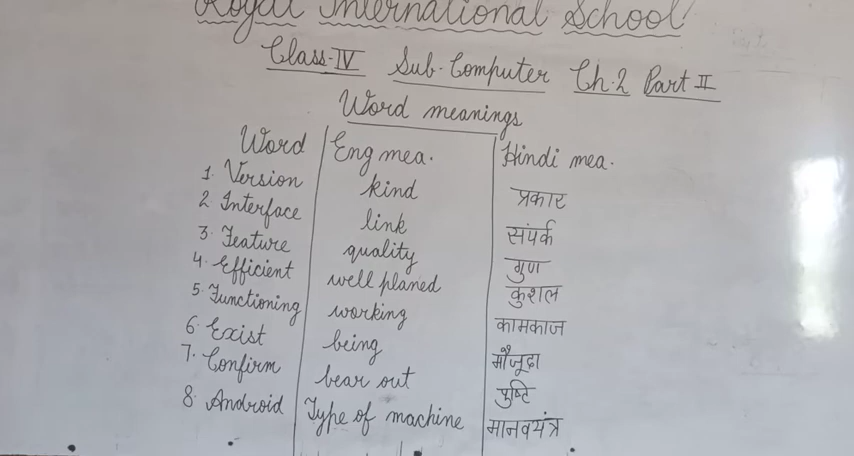 Royal International School
Class-IV Sub-Computer Ch.2 Part II
Word meanings
Word Eng mea. Hindi mea.
1. Version kind प्रकार
2. Interface link संपर्क
3. Feature quality गुण
4. Efficient well planed कुशल
5. Functioning working कामकाज
6. Exist being मौजूदा
7. Confirm bear out पुष्टि
8. Android Type of machine मानवयंत्र